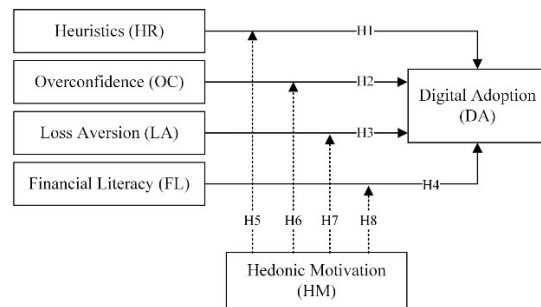 Heuristics (HR)
H1
Overconfidence (OC)
H2
Digital Adoption
(DA)
Loss Aversion (LA)
H3
Financial Literacy (FL)
H4
H5
H6
H7
H8
Hedonic Motivation
(HM)